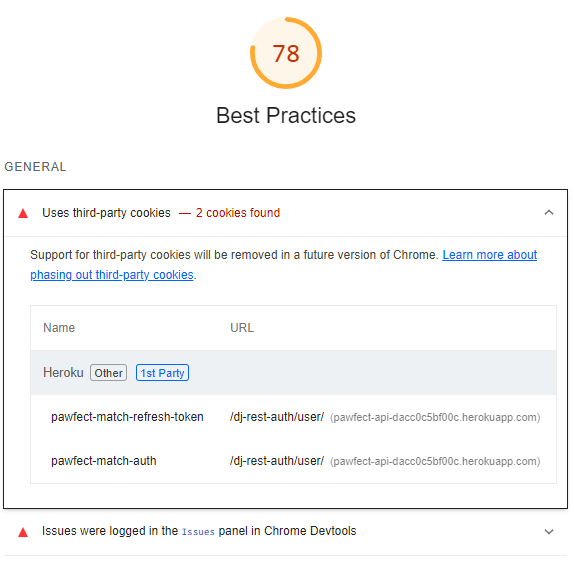 78
Best Practices
GENERAL
Uses third-party cookies — 2 cookies found
Support for third-party cookies will be removed in a future version of Chrome. Learn more about
phasing out third-party cookies.
Name URL
Heroku Other 1st Party
pawfect-match-refresh-token /dj-rest-auth/user/ (pawfect-api-dacc0c5bf00c.herokuapp.com)
pawfect-match-auth /dj-rest-auth/user/ (pawfect-api-dacc0c5bf00c.herokuapp.com)
Issues were logged in the Issues panel in Chrome Devtools